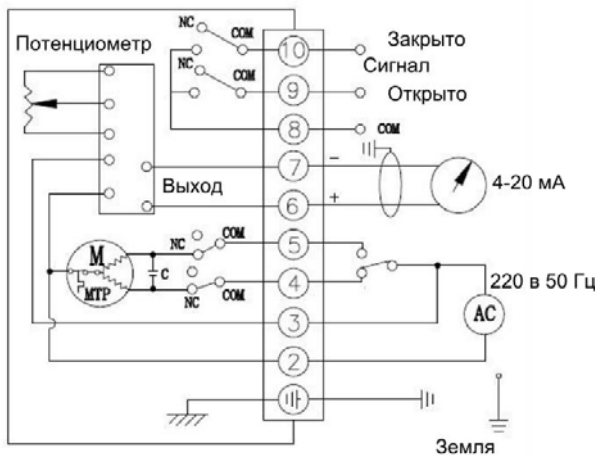 NC
COM
10
Закрыто
Потенциометр
NC
COM
Сигнал
9
Открыто
8
COM
7
−
4-20 мА
Выход
6
+
NC
COM
5
M
C
МТР
NC
COM
4
220 в 50 Гц
3
AC
2
Земля